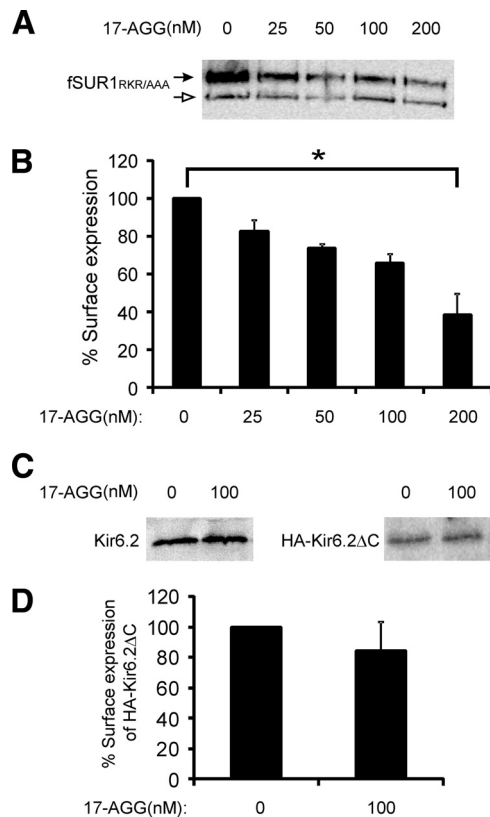 A
17-AGG(nM) 0 25 50 100 200
fSUR1RKR/AAA
B
% Surface expression
120
100
80
60
40
20
0
*
17-AGG(nM): 0 25 50 100 200
C
17-AGG(nM) 0 100 0 100
Kir6.2 HA-Kir6.2ΔC
D
% Surface expression
of HA-Kir6.2ΔC
120
100
80
60
40
20
0
17-AGG(nM): 0 100